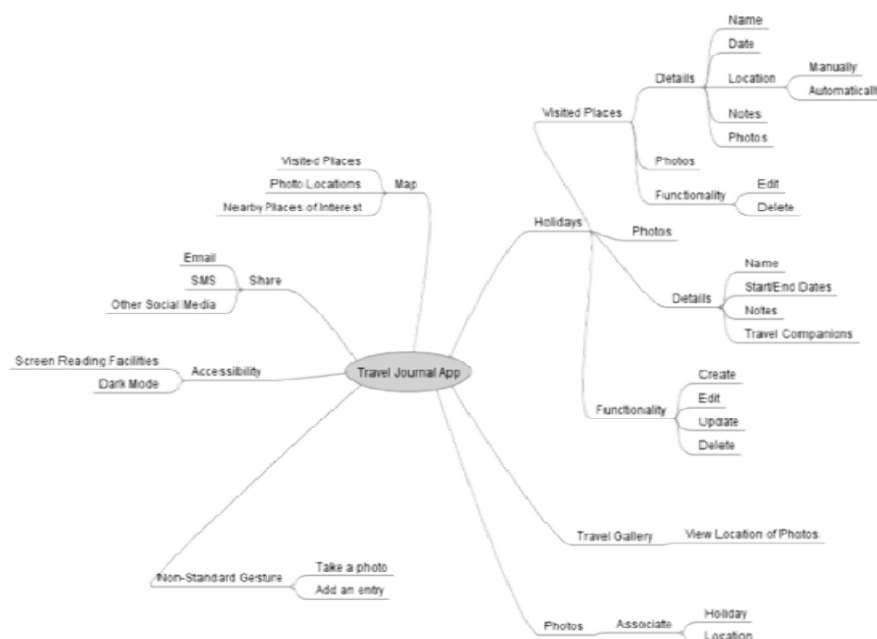 Name
Date
Details
Location
Manually
Automatically
Notes
Photos
Visited Places
Photos
Functionality
Edit
Delete
Visited Places
Photo Locations
Map
Nearby Places of Interest
Holidays
Photos
Email
SMS
Share
Other Social Media
Name
Start/End Dates
Details
Notes
Travel Companions
Screen Reading Facilities
Accessibility
Dark Mode
Travel Journal App
Create
Edit
Functionality
Update
Delete
Travel Gallery
View Location of Photos
Non-Standard Gesture
Take a photo
Add an entry
Photos
Associate
Holiday
Location